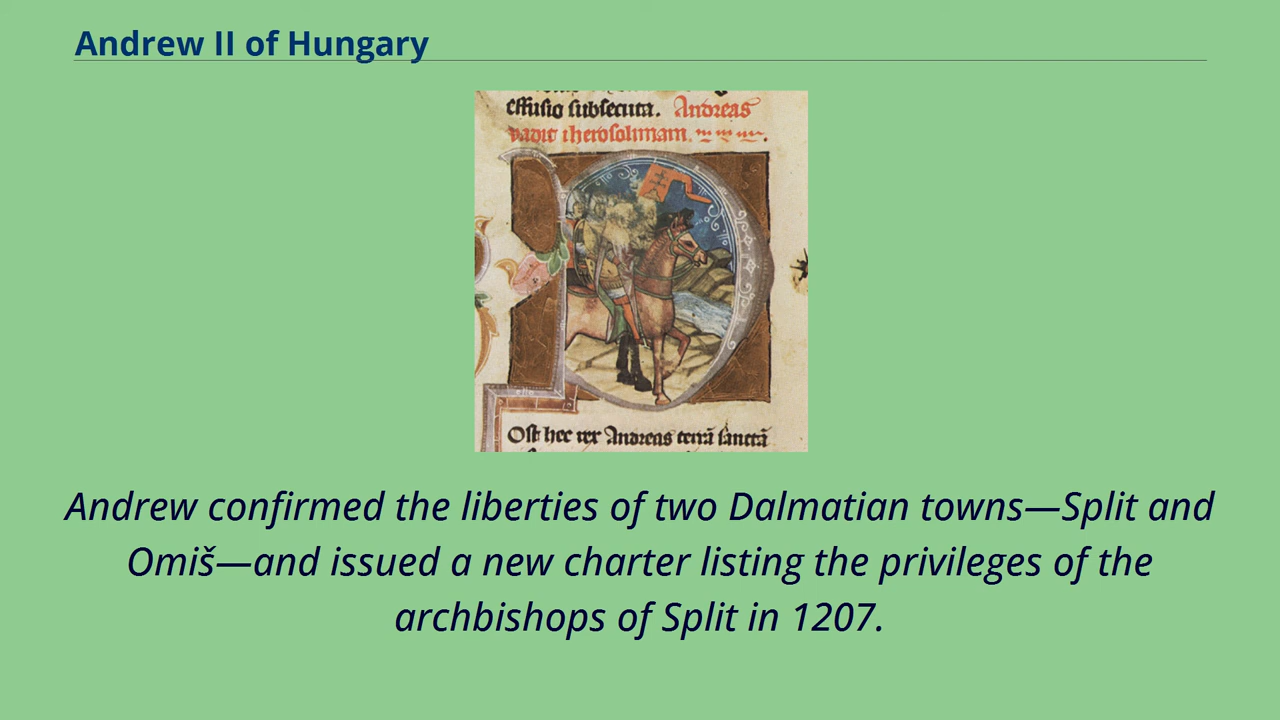 Andrew II of Hungary
effusio subsecuta. Andreas
vadit iherosolimam.
Ost hec rex Andreas terrā sanctā
Andrew confirmed the liberties of two Dalmatian towns—Split and
Omiš—and issued a new charter listing the privileges of the
archbishops of Split in 1207.